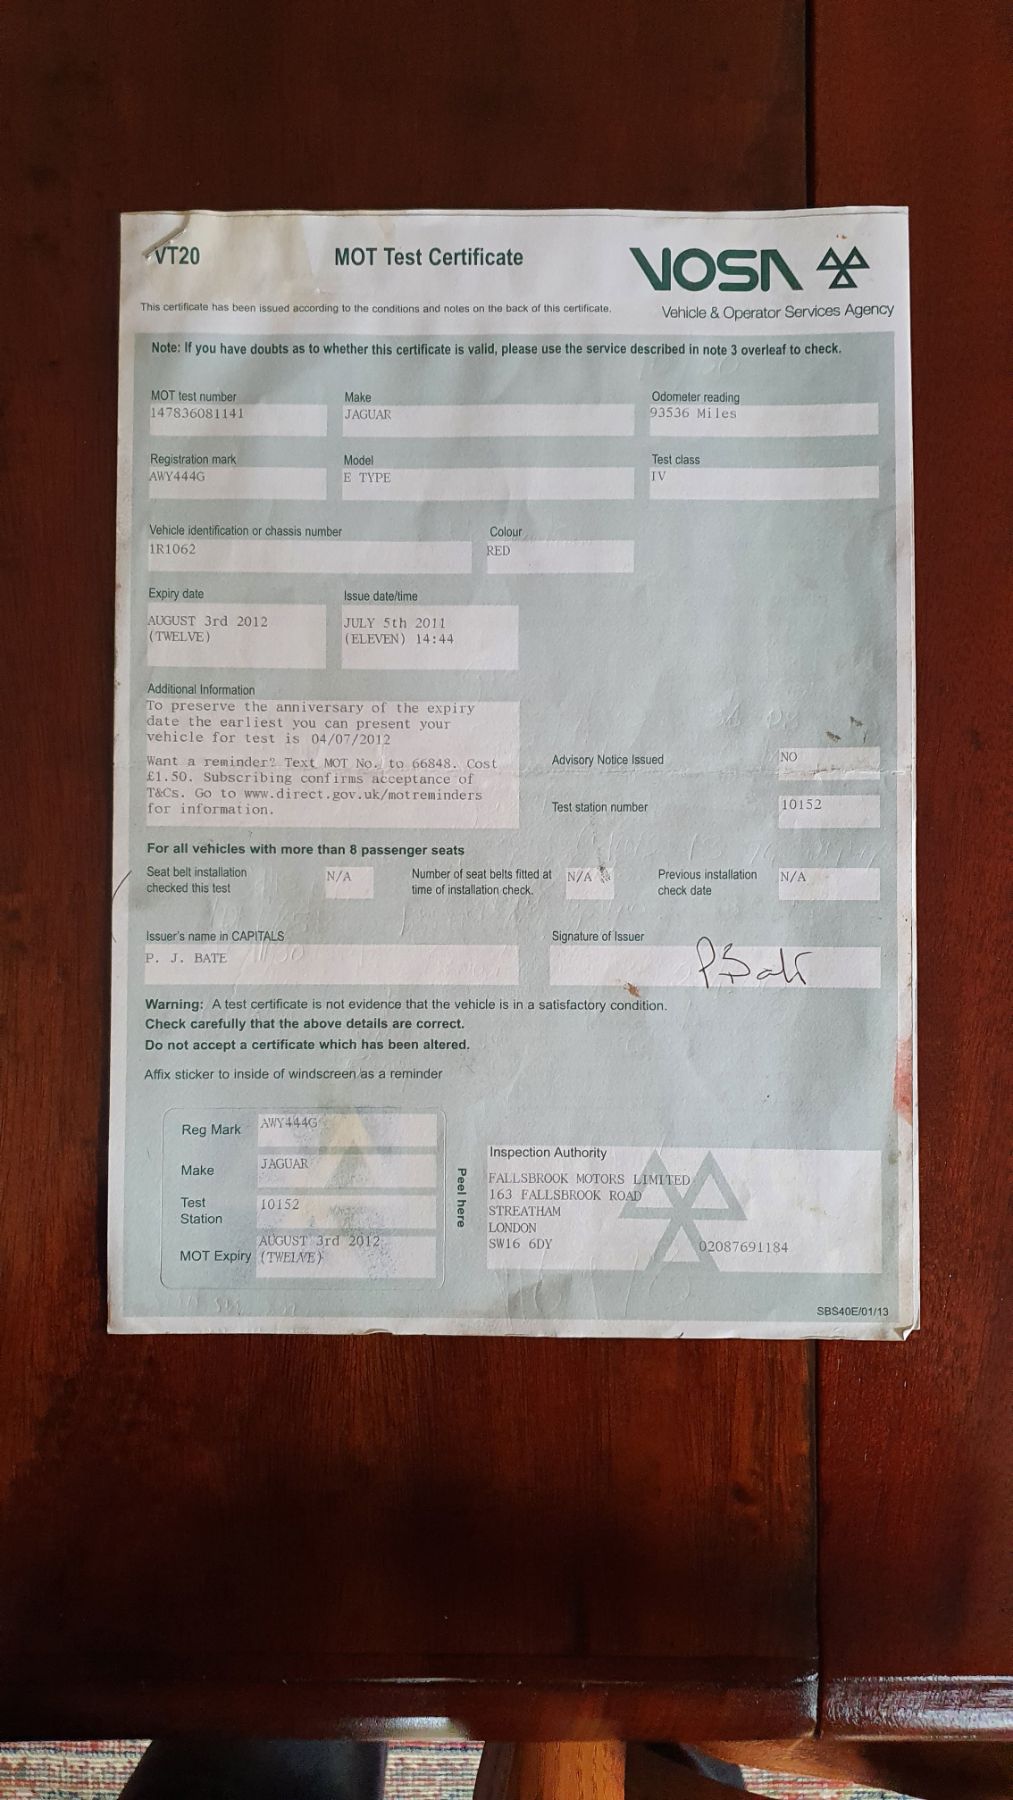 VT20
MOT Test Certificate
VOSA
This certificate has been issued according to the conditions and notes on the back of this certificate.
Vehicle & Operator Services Agency
Note: If you have doubts as to whether this certificate is valid, please use the service described in note 3 overleaf to check.
MOT test number
147836081141
Make
JAGUAR
Odometer reading
93536 Miles
Registration mark
AWY444G
Model
E TYPE
Test class
IV
Vehicle identification or chassis number
1R1062
Colour
RED
Expiry date
AUGUST 3rd 2012
(TWELVE)
Issue date/time
JULY 5th 2011
(ELEVEN) 14:44
Additional Information
To preserve the anniversary of the expiry
date the earliest you can present your
vehicle for test is 04/07/2012
Want a reminder? Text MOT No. to 66848. Cost
£1.50. Subscribing confirms acceptance of
T&Cs. Go to www.direct.gov.uk/motreminders
for information.
Advisory Notice Issued
NO
Test station number
10152
For all vehicles with more than 8 passenger seats
Seat belt installation
checked this test
N/A
Number of seat belts fitted at
time of installation check.
N/A
Previous installation
check date
N/A
Issuer's name in CAPITALS
P. J. BATE
Signature of Issuer
P Bate
Warning: A test certificate is not evidence that the vehicle is in a satisfactory condition.
Check carefully that the above details are correct.
Do not accept a certificate which has been altered.
Affix sticker to inside of windscreen as a reminder
Reg Mark
AWY444G
Make
JAGUAR
Test
Station
10152
MOT Expiry
AUGUST 3rd 2012
(TWELVE)
Peel here
Inspection Authority
FALLSBROOK MOTORS LIMITED
163 FALLSBROOK ROAD
STREATHAM
LONDON
SW16 6DY
02087691184
SBS40E/01/13